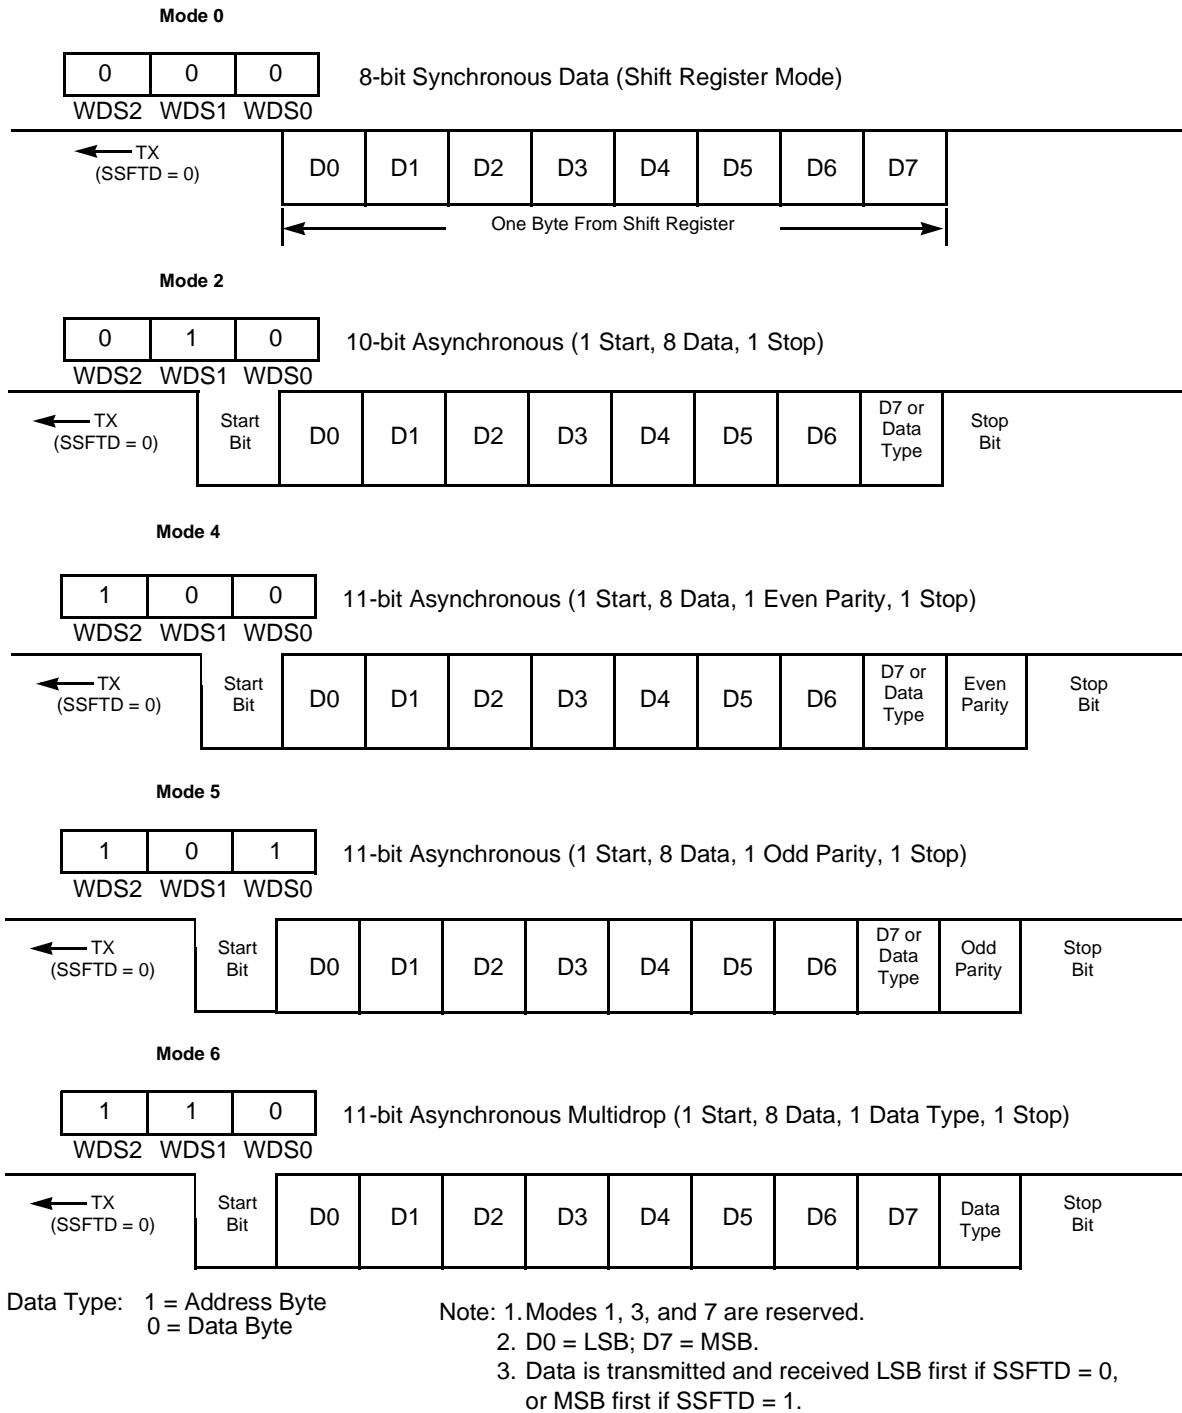 Mode 0
0 0 0 8-bit Synchronous Data (Shift Register Mode)
WDS2 WDS1 WDS0
TX
(SSFTD = 0)
D0 D1 D2 D3 D4 D5 D6 D7
One Byte From Shift Register
Mode 2
0 1 0 10-bit Asynchronous (1 Start, 8 Data, 1 Stop)
WDS2 WDS1 WDS0
TX
(SSFTD = 0)
Start
Bit
D0 D1 D2 D3 D4 D5 D6
D7 or
Data
Type
Stop
Bit
Mode 4
1 0 0 11-bit Asynchronous (1 Start, 8 Data, 1 Even Parity, 1 Stop)
WDS2 WDS1 WDS0
TX
(SSFTD = 0)
Start
Bit
D0 D1 D2 D3 D4 D5 D6
D7 or
Data
Type
Even
Parity
Stop
Bit
Mode 5
1 0 1 11-bit Asynchronous (1 Start, 8 Data, 1 Odd Parity, 1 Stop)
WDS2 WDS1 WDS0
TX
(SSFTD = 0)
Start
Bit
D0 D1 D2 D3 D4 D5 D6
D7 or
Data
Type
Odd
Parity
Stop
Bit
Mode 6
1 1 0 11-bit Asynchronous Multidrop (1 Start, 8 Data, 1 Data Type, 1 Stop)
WDS2 WDS1 WDS0
TX
(SSFTD = 0)
Start
Bit
D0 D1 D2 D3 D4 D5 D6 D7
Data
Type
Stop
Bit
Data Type: 1 = Address Byte
0 = Data Byte
Note: 1. Modes 1, 3, and 7 are reserved.
2. D0 = LSB; D7 = MSB.
3. Data is transmitted and received LSB first if SSFTD = 0,
or MSB first if SSFTD = 1.